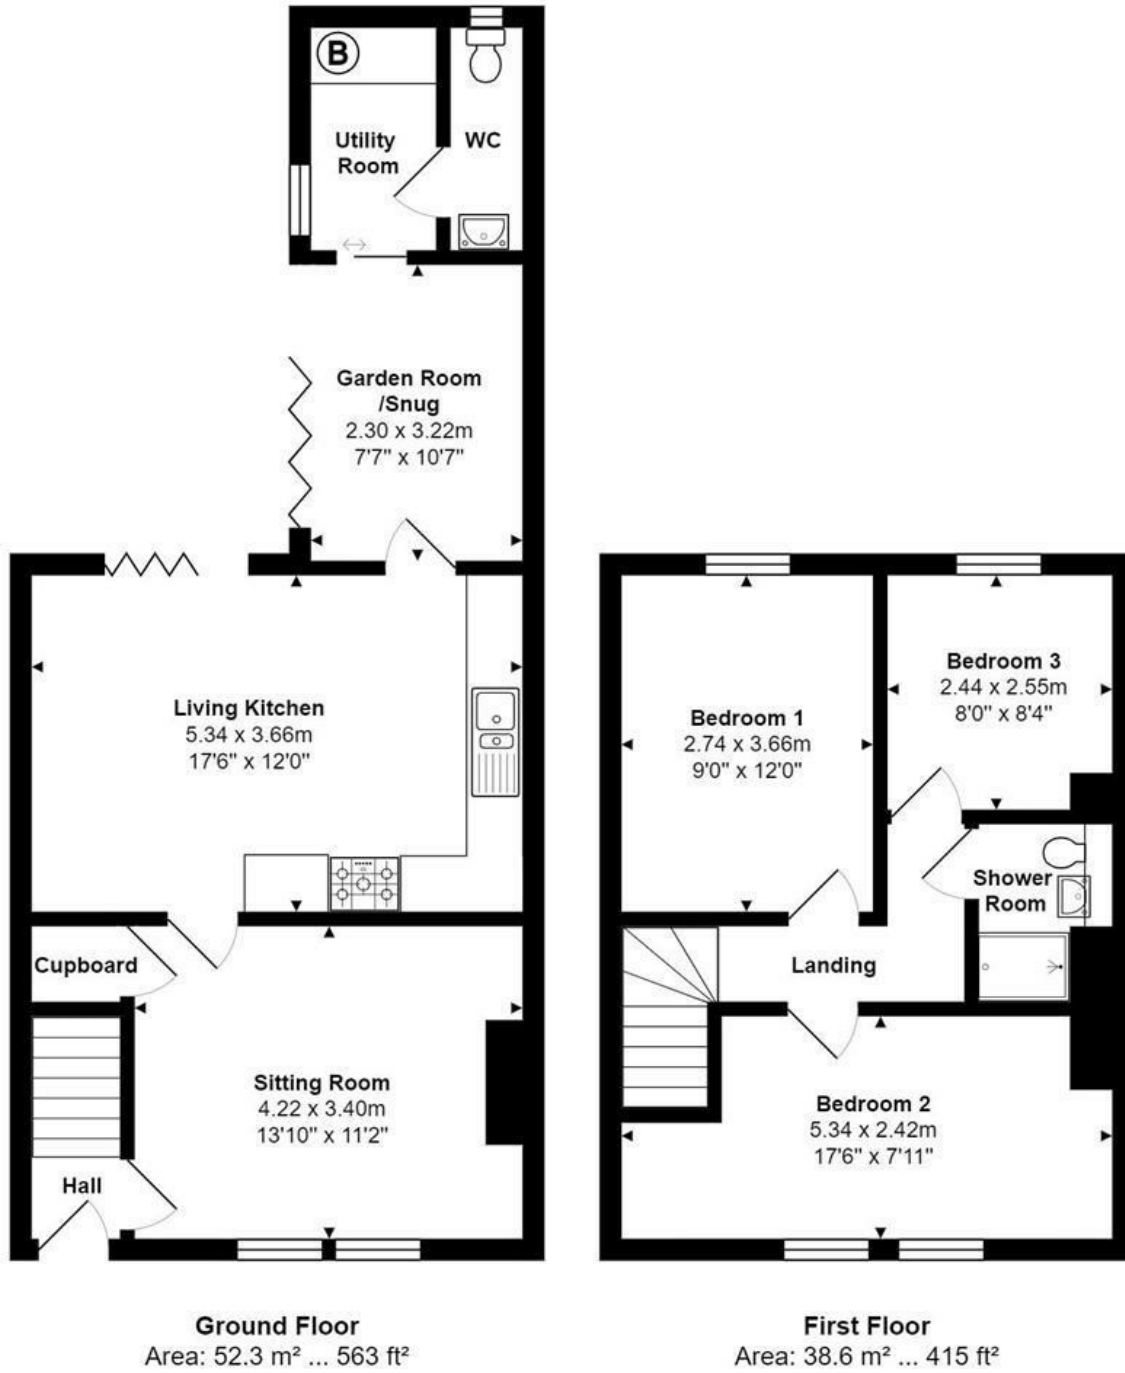 B
Utility
Room
WC
Garden Room
/Snug
2.30 x 3.22m
7'7" x 10'7"
Living Kitchen
5.34 x 3.66m
17'6" x 12'0"
Cupboard
Sitting Room
4.22 x 3.40m
13'10" x 11'2"
Hall
Ground Floor
Area: 52.3 m² ... 563 ft²
Bedroom 1
2.74 x 3.66m
9'0" x 12'0"
Bedroom 3
2.44 x 2.55m
8'0" x 8'4"
Shower
Room
Landing
Bedroom 2
5.34 x 2.42m
17'6" x 7'11"
First Floor
Area: 38.6 m² ... 415 ft²